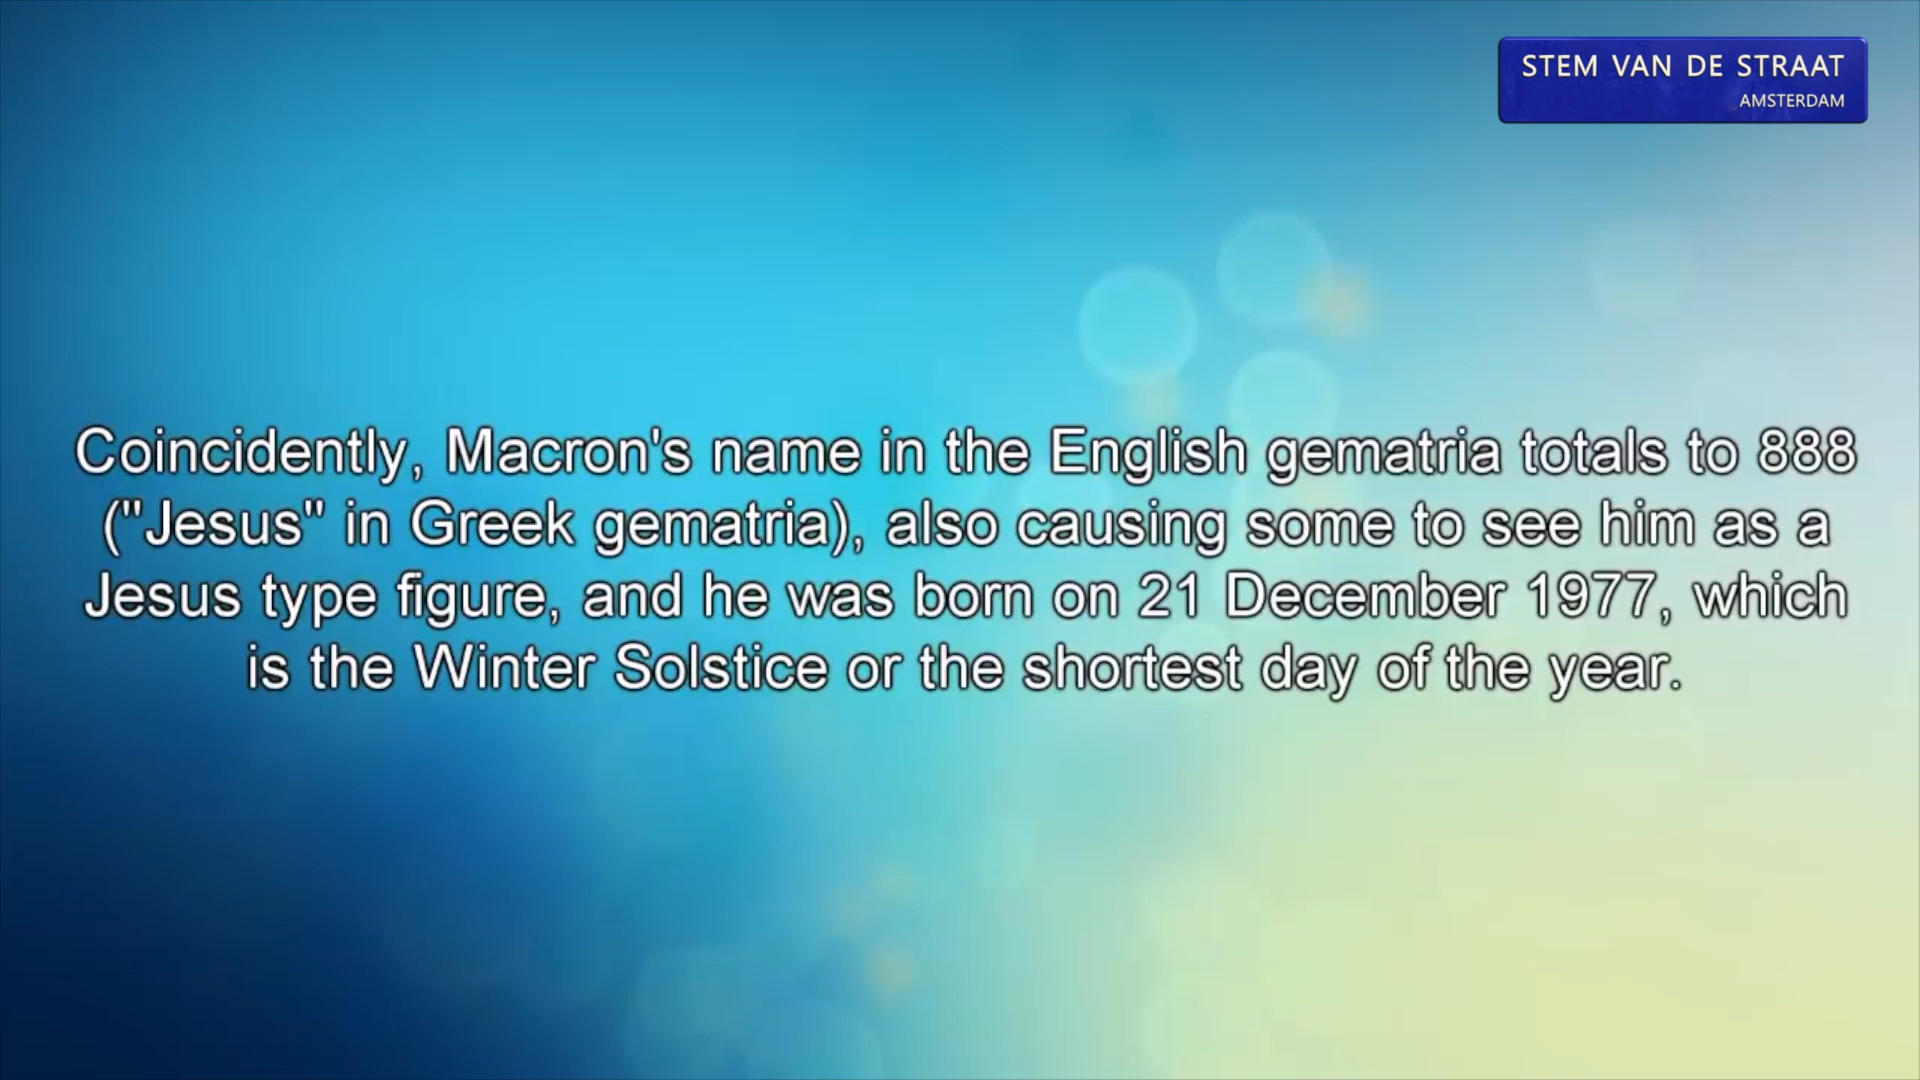 STEM VAN DE STRAAT
AMSTERDAM
Coincidently, Macron's name in the English gematria totals to 888
("Jesus" in Greek gematria), also causing some to see him as a
Jesus type figure, and he was born on 21 December 1977, which
is the Winter Solstice or the shortest day of the year.